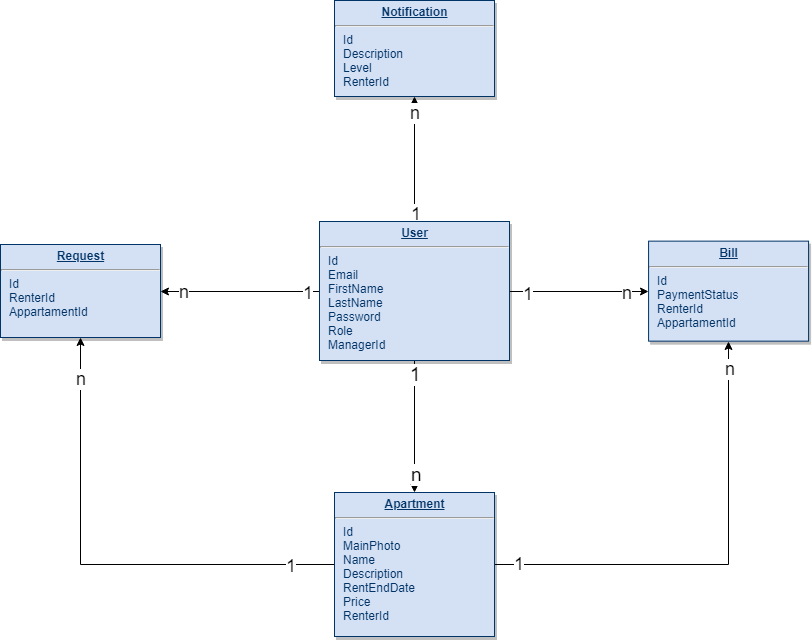 Notification
Id
Description
Level
RenterId
n
1
User
Id
Email
FirstName
LastName
Password
Role
ManagerId
Request
Id
RenterId
AppartamentId
n
1
1
n
Bill
Id
PaymentStatus
RenterId
AppartamentId
1
n
n
n
Apartment
Id
MainPhoto
Name
Description
RentEndDate
Price
RenterId
1
1